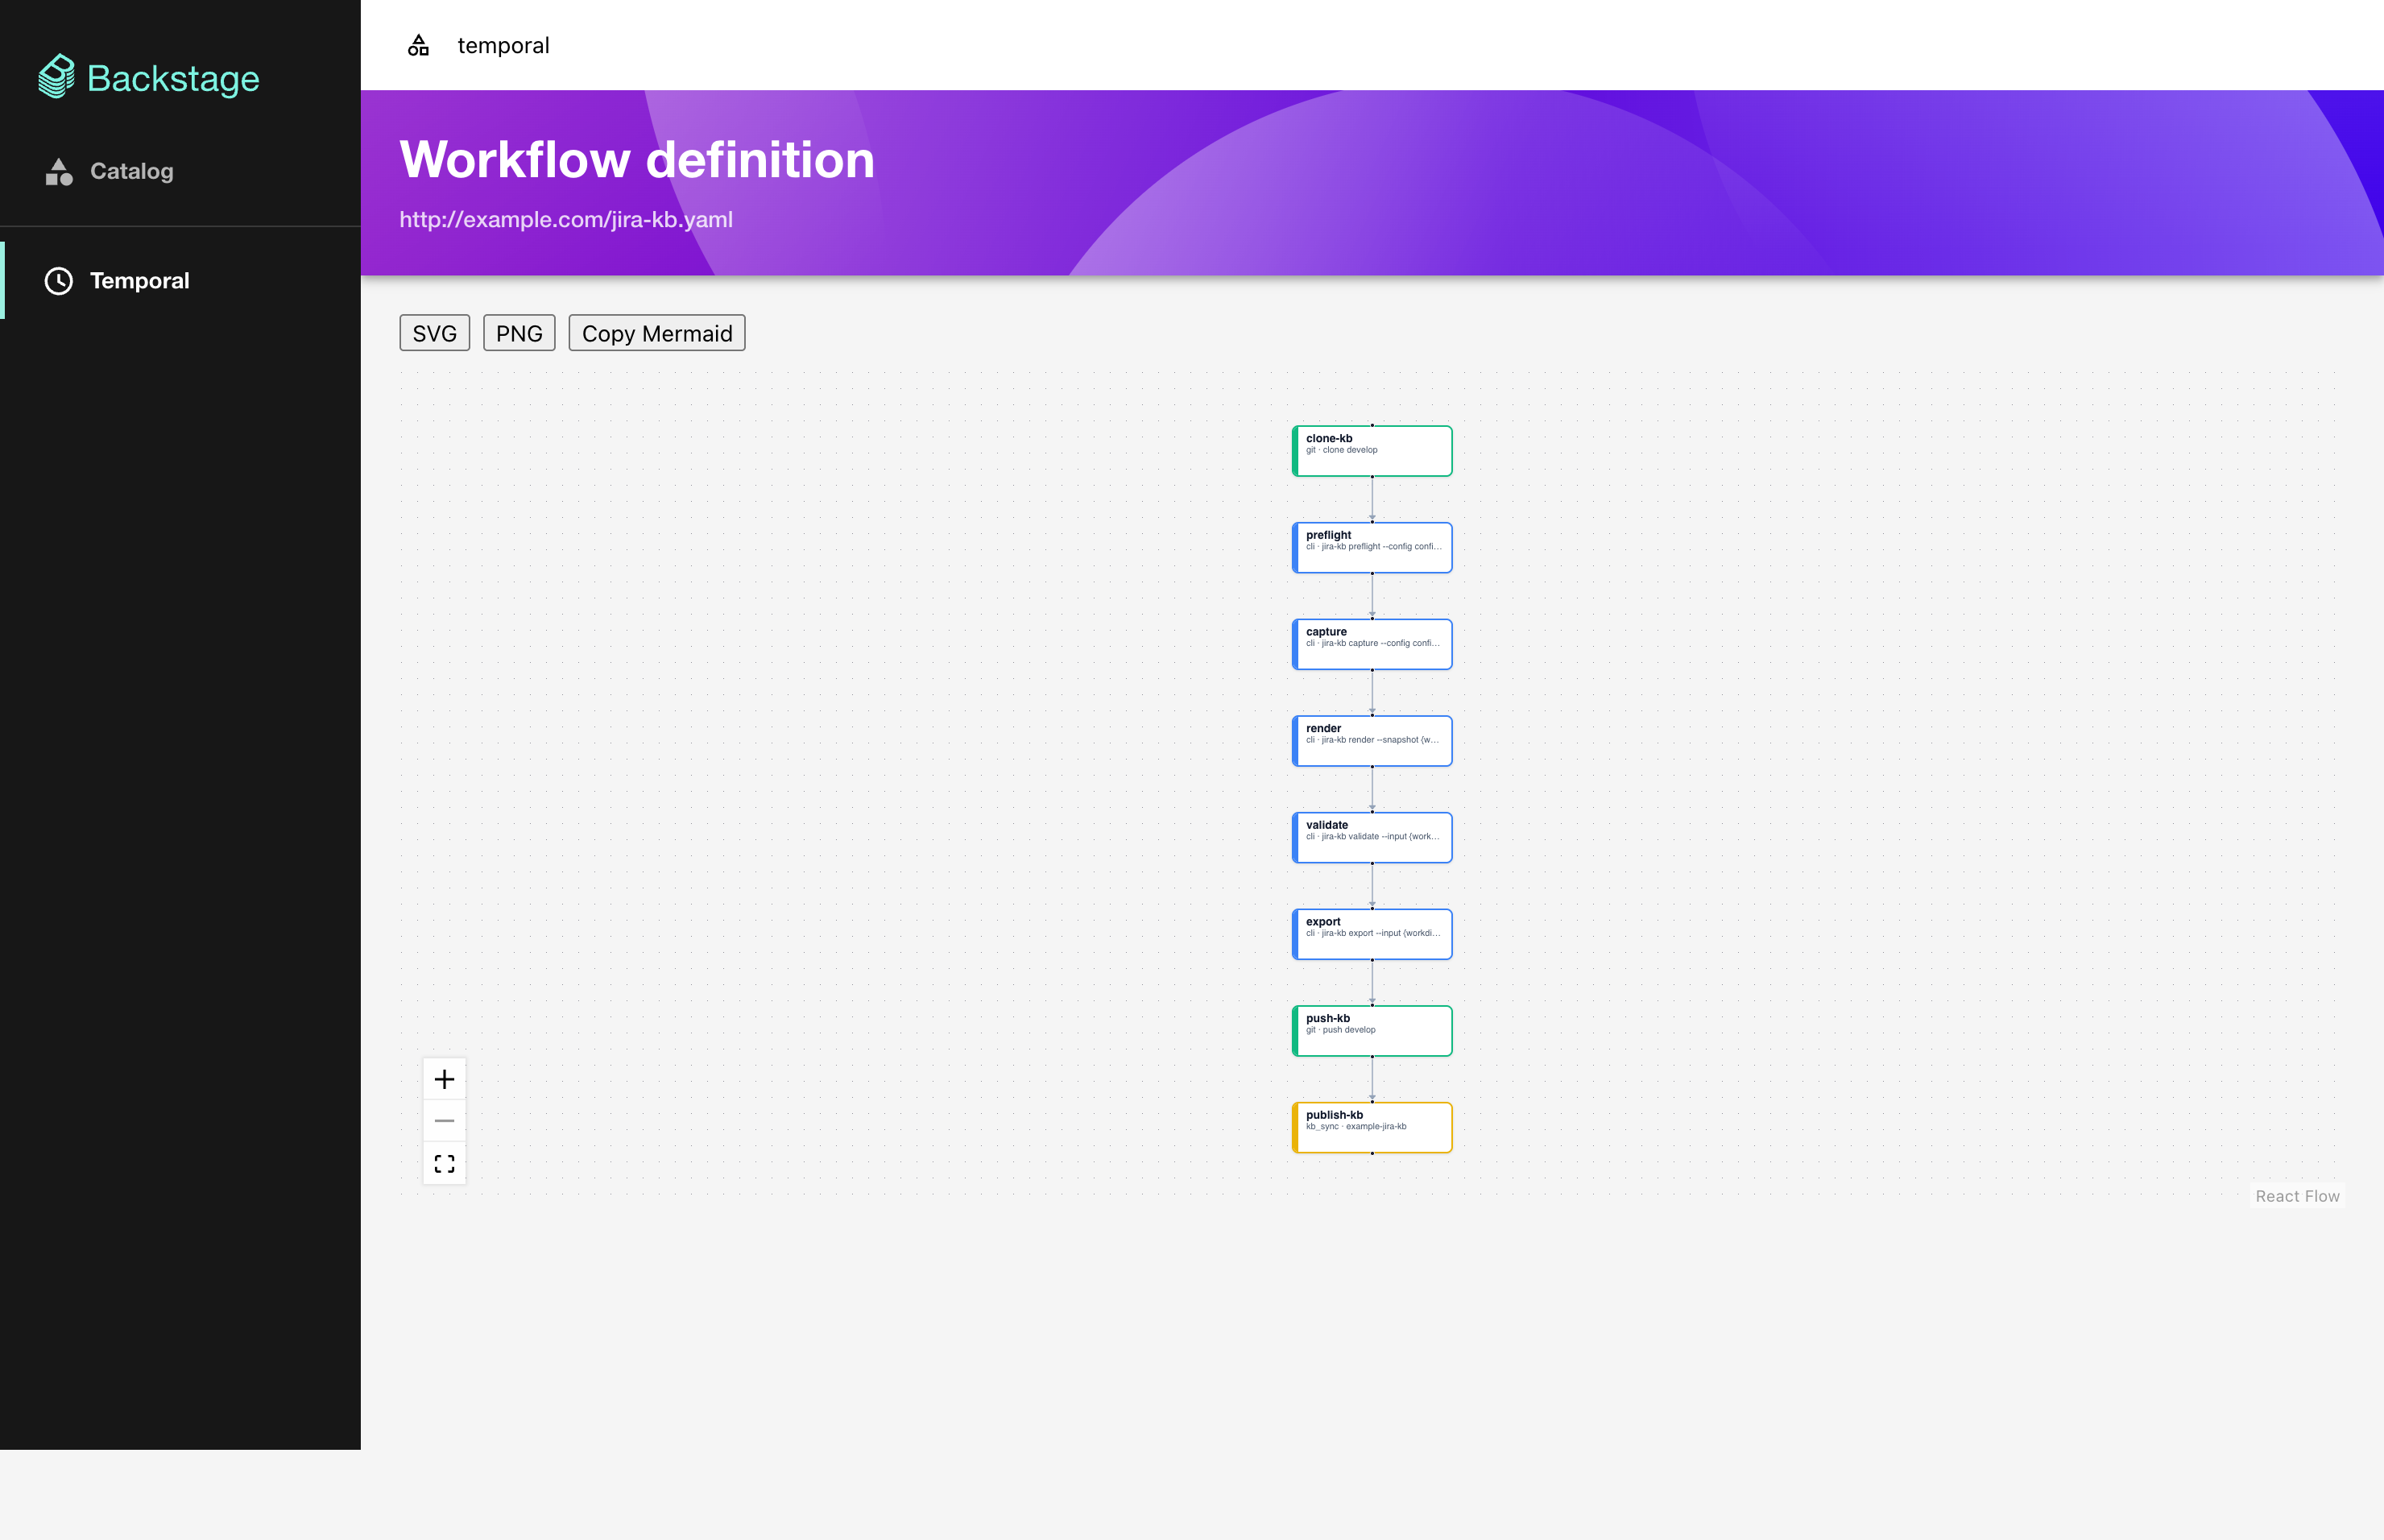 Backstage
Catalog
Temporal
temporal
Workflow definition
http://example.com/jira-kb.yaml
SVG
PNG
Copy Mermaid
clone-kb
git · clone develop
preflight
cli · jira-kb preflight --config confi…
capture
cli · jira-kb capture --config confi…
render
cli · jira-kb render --snapshot {w…
validate
cli · jira-kb validate --input {work…
export
cli · jira-kb export --input {workdi…
push-kb
git · push develop
publish-kb
kb_sync · example-jira-kb
React Flow